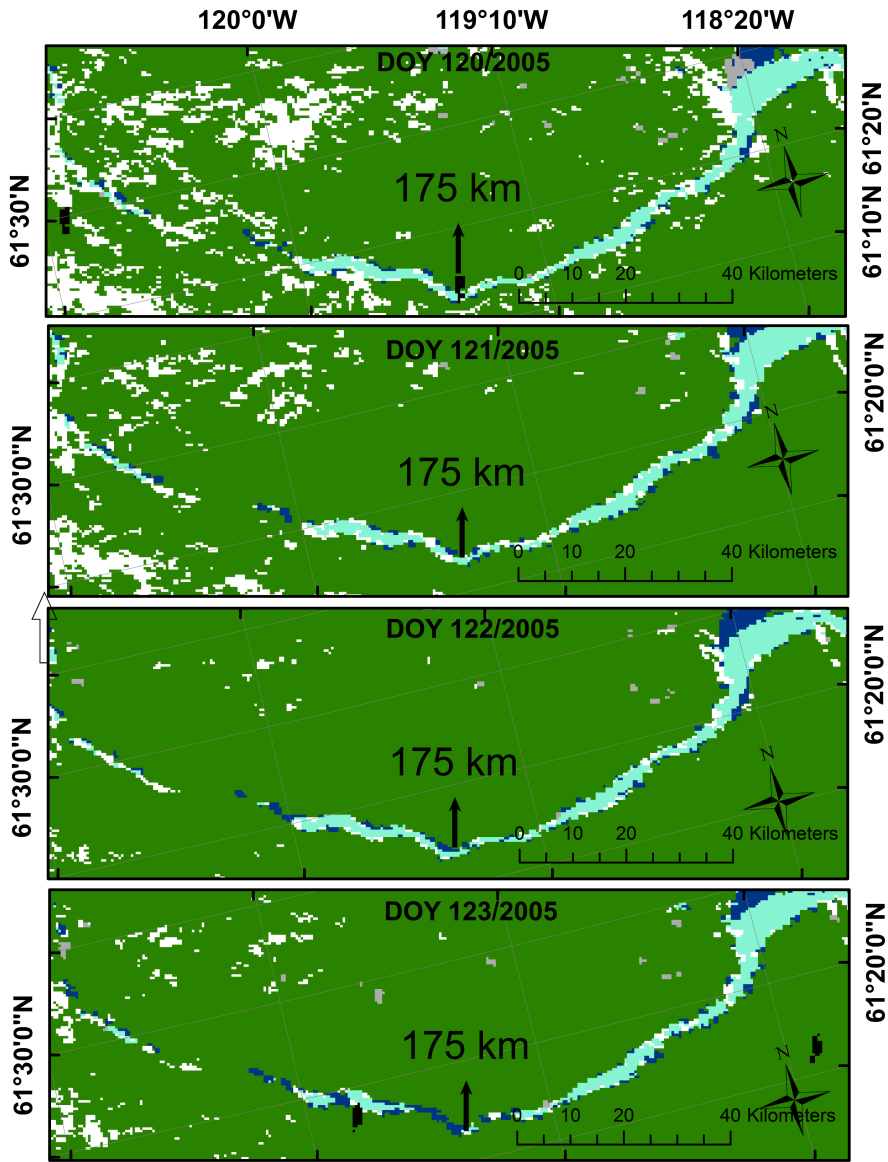 120°0'W 119°10'W 118°20'W
DOY 120/2005
61°30'N
61°20'N
61°10'N
N
175 km
0 10 20 40 Kilometers
DOY 121/2005
61°30'0"N
61°20'0"N
N
175 km
0 10 20 40 Kilometers
DOY 122/2005
61°30'0"N
61°20'0"N
N
175 km
0 10 20 40 Kilometers
DOY 123/2005
61°30'0"N
61°20'0"N
N
175 km
0 10 20 40 Kilometers